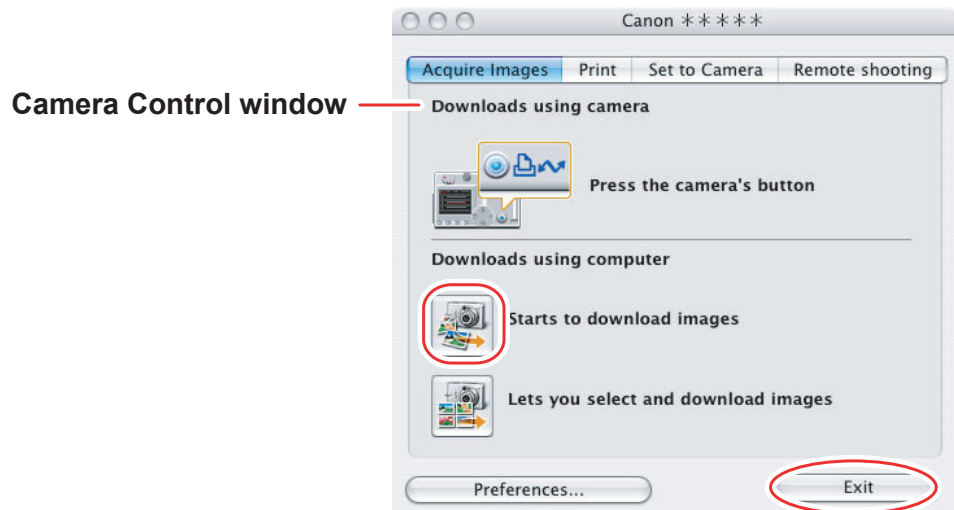 Canon ＊＊＊＊＊
Acquire Images Print Set to Camera Remote shooting
Camera Control window
Downloads using camera
Press the camera's button
Downloads using computer
Starts to download images
Lets you select and download images
Preferences... Exit